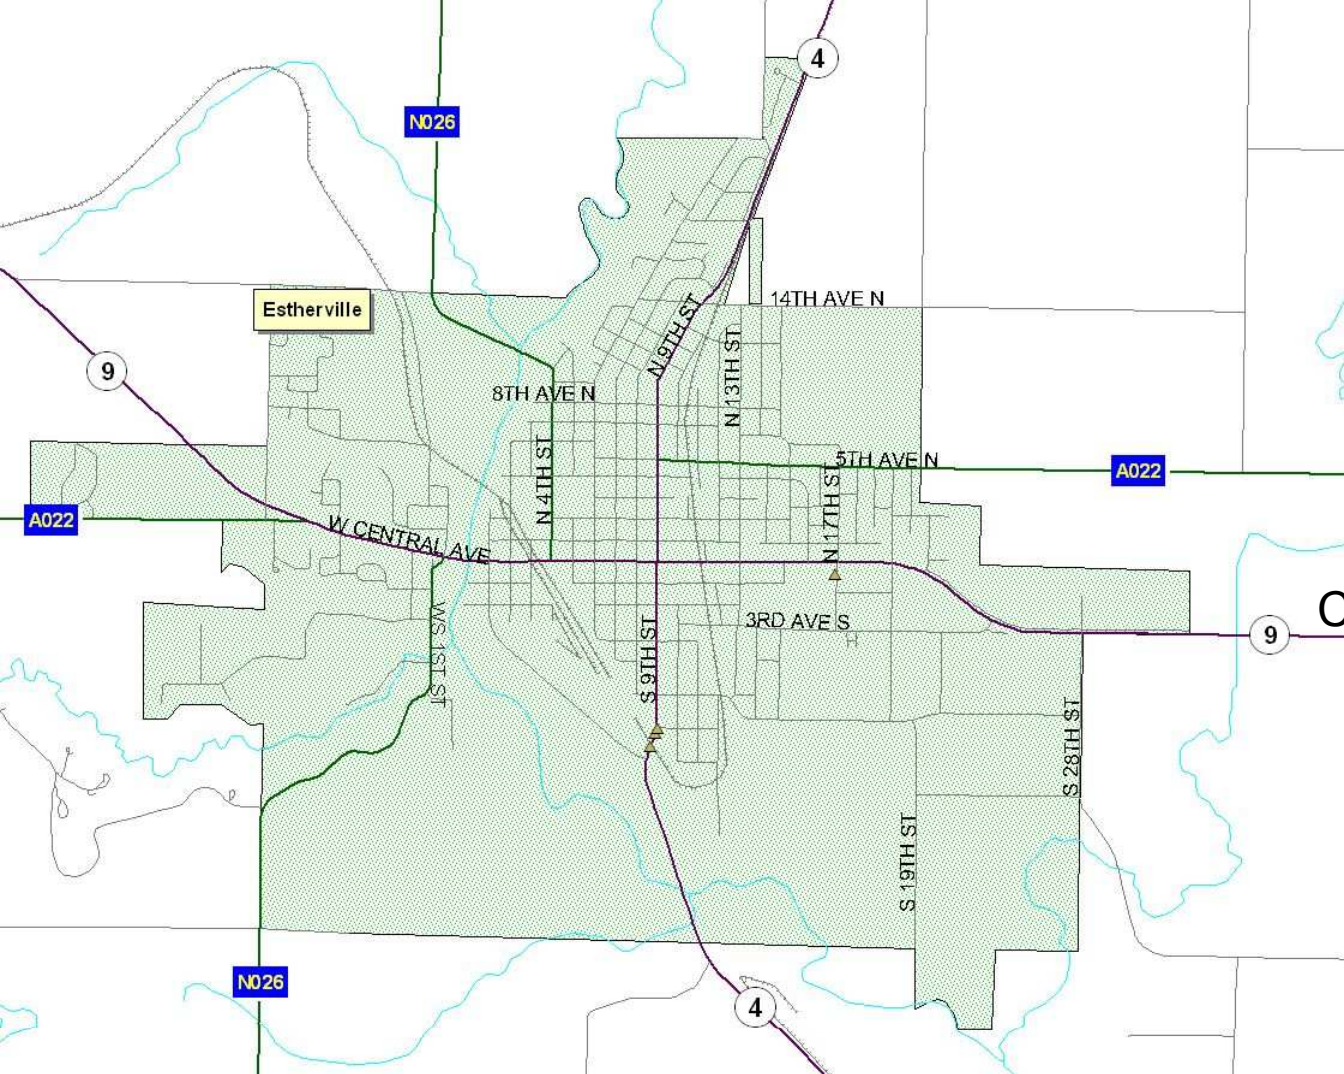 4
N026
14TH AVE N
Estherville
N 9TH ST
N 13TH ST
9
8TH AVE N
5TH AVE N
A022
N 4TH ST
N 17TH ST
A022
W CENTRAL AVE
C
WS 1ST ST
S 9TH ST
3RD AVE S
9
S 28TH ST
S 19TH ST
N026
4